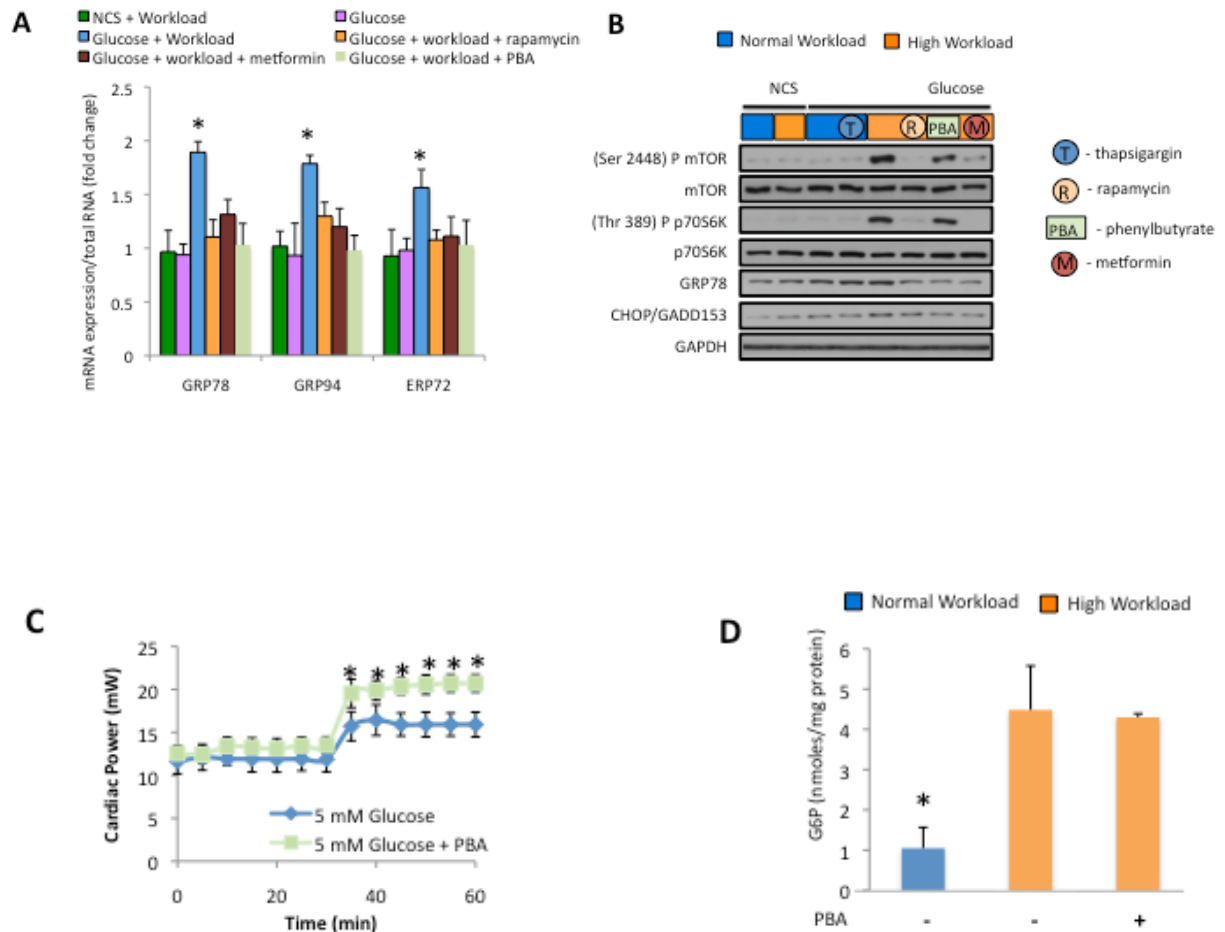 A
NCS + Workload
Glucose
Glucose + Workload
Glucose + workload + rapamycin
Glucose + workload + metformin
Glucose + workload + PBA
mRNA expression/total RNA (fold change)
2.5
2
1.5
1
0.5
0
*
*
*
GRP78
GRP94
ERP72
B
Normal Workload
High Workload
NCS
Glucose
T
R
PBA
M
(Ser 2448) P mTOR
mTOR
(Thr 389) P p70S6K
p70S6K
GRP78
CHOP/GADD153
GAPDH
T - thapsigargin
R - rapamycin
PBA - phenylbutyrate
M - metformin
C
Cardiac Power (mW)
25
20
15
10
5
0
* * * * * *
5 mM Glucose
5 mM Glucose + PBA
0
20
40
60
Time (min)
D
Normal Workload
High Workload
G6P (nmoles/mg protein)
6
5
4
3
2
1
0
*
PBA - - +